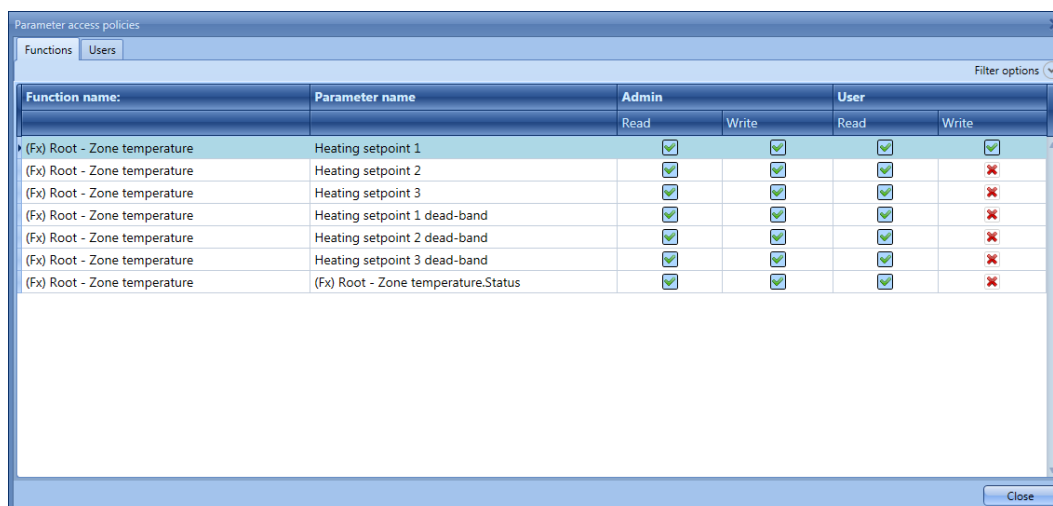 Parameter access policies
Functions Users
Filter options
Function name: Parameter name Admin User
Read Write Read Write
(Fx) Root - Zone temperature Heating setpoint 1
(Fx) Root - Zone temperature Heating setpoint 2
(Fx) Root - Zone temperature Heating setpoint 3
(Fx) Root - Zone temperature Heating setpoint 1 dead-band
(Fx) Root - Zone temperature Heating setpoint 2 dead-band
(Fx) Root - Zone temperature Heating setpoint 3 dead-band
(Fx) Root - Zone temperature (Fx) Root - Zone temperature.Status
Close